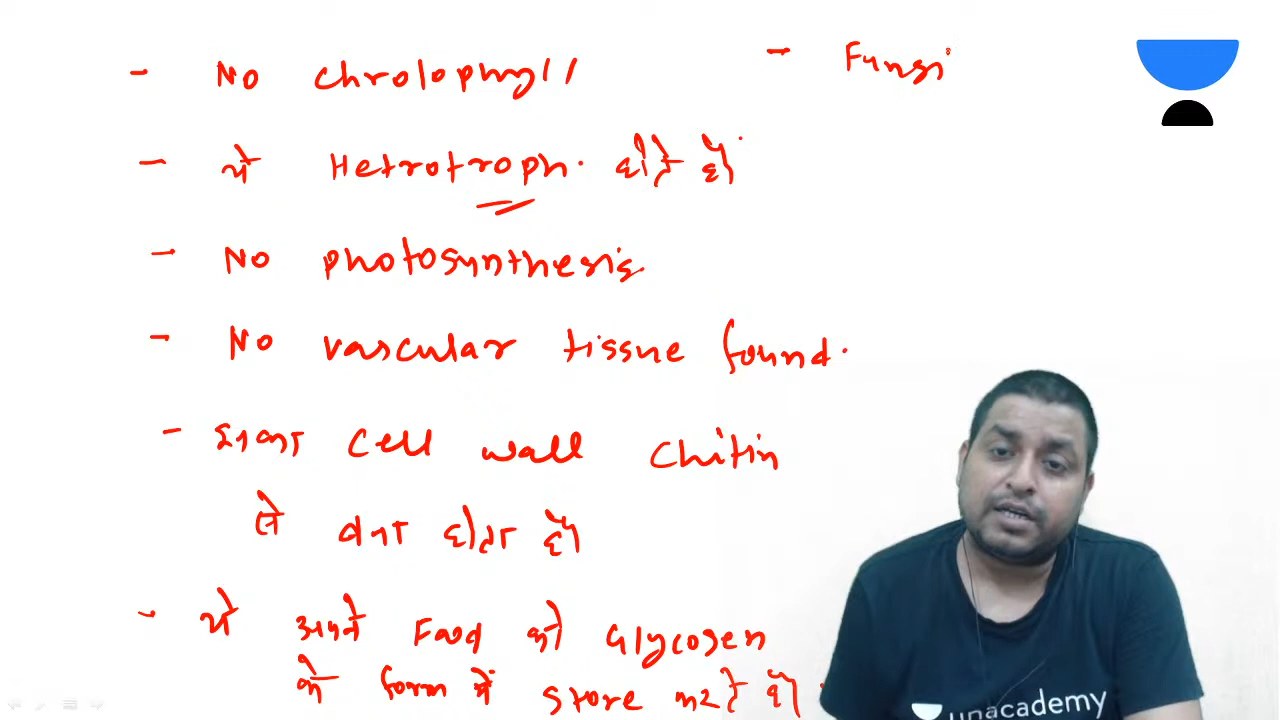 - No chrolophyll
- Fungi
- ये Hetrotroph. होते हैं
- No photosynthesis
- No vascular tissue found.
- इनका cell wall chitin
से बना होता है
- ये अपने Food को Glycogen
के form में store करते हैं.
unacademy